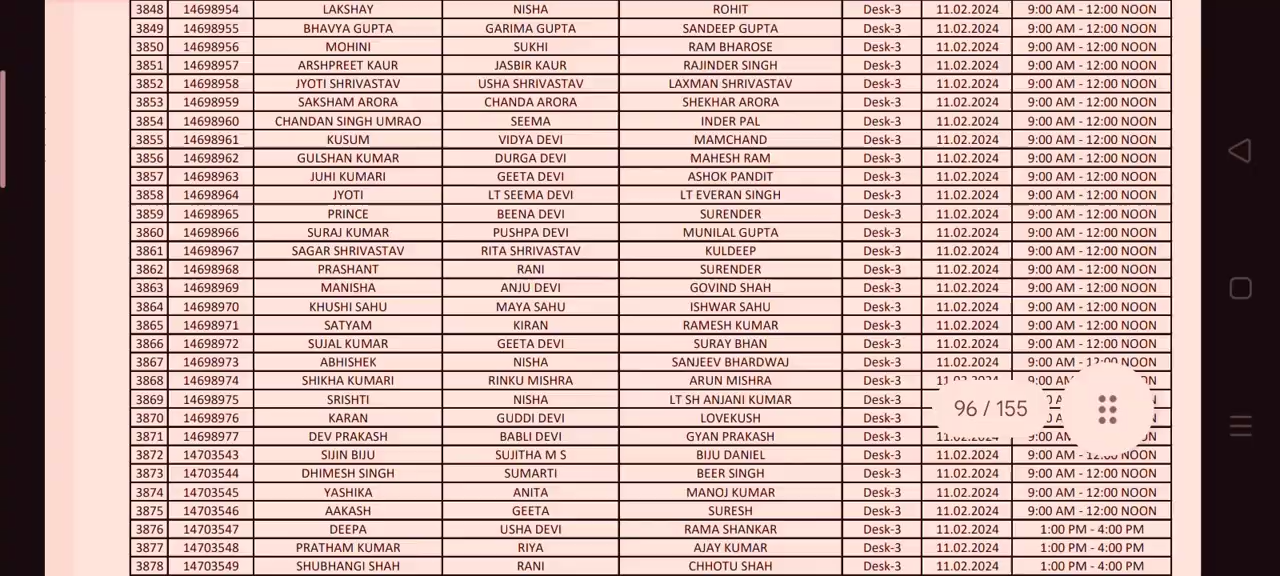 3848 14698954 LAKSHAY NISHA ROHIT Desk-3 11.02.2024 9:00 AM - 12:00 NOON
3849 14698955 BHAVYA GUPTA GARIMA GUPTA SANDEEP GUPTA Desk-3 11.02.2024 9:00 AM - 12:00 NOON
3850 14698956 MOHINI SUKHI RAM BHAROSE Desk-3 11.02.2024 9:00 AM - 12:00 NOON
3851 14698957 ARSHPREET KAUR JASBIR KAUR RAJINDER SINGH Desk-3 11.02.2024 9:00 AM - 12:00 NOON
3852 14698958 JYOTI SHRIVASTAV USHA SHRIVASTAV LAXMAN SHRIVASTAV Desk-3 11.02.2024 9:00 AM - 12:00 NOON
3853 14698959 SAKSHAM ARORA CHANDA ARORA SHEKHAR ARORA Desk-3 11.02.2024 9:00 AM - 12:00 NOON
3854 14698960 CHANDAN SINGH UMRAO SEEMA INDER PAL Desk-3 11.02.2024 9:00 AM - 12:00 NOON
3855 14698961 KUSUM VIDYA DEVI MAMCHAND Desk-3 11.02.2024 9:00 AM - 12:00 NOON
3856 14698962 GULSHAN KUMAR DURGA DEVI MAHESH RAM Desk-3 11.02.2024 9:00 AM - 12:00 NOON
3857 14698963 JUHI KUMARI GEETA DEVI ASHOK PANDIT Desk-3 11.02.2024 9:00 AM - 12:00 NOON
3858 14698964 JYOTI LT SEEMA DEVI LT EVERAN SINGH Desk-3 11.02.2024 9:00 AM - 12:00 NOON
3859 14698965 PRINCE BEENA DEVI SURENDER Desk-3 11.02.2024 9:00 AM - 12:00 NOON
3860 14698966 SURAJ KUMAR PUSHPA DEVI MUNILAL GUPTA Desk-3 11.02.2024 9:00 AM - 12:00 NOON
3861 14698967 SAGAR SHRIVASTAV RITA SHRIVASTAV KULDEEP Desk-3 11.02.2024 9:00 AM - 12:00 NOON
3862 14698968 PRASHANT RANI SURENDER Desk-3 11.02.2024 9:00 AM - 12:00 NOON
3863 14698969 MANISHA ANJU DEVI GOVIND SHAH Desk-3 11.02.2024 9:00 AM - 12:00 NOON
3864 14698970 KHUSHI SAHU MAYA SAHU ISHWAR SAHU Desk-3 11.02.2024 9:00 AM - 12:00 NOON
3865 14698971 SATYAM KIRAN RAMESH KUMAR Desk-3 11.02.2024 9:00 AM - 12:00 NOON
3866 14698972 SUJAL KUMAR GEETA DEVI SURAY BHAN Desk-3 11.02.2024 9:00 AM - 12:00 NOON
3867 14698973 ABHISHEK NISHA SANJEEV BHARDWAJ Desk-3 11.02.2024 9:00 AM - 12:00 NOON
3868 14698974 SHIKHA KUMARI RINKU MISHRA ARUN MISHRA Desk-3 11.02.2024 9:00 AM
3869 14698975 SRISHTI NISHA LT SH ANJANI KUMAR Desk-3
3870 14698976 KARAN GUDDI DEVI LOVEKUSH Desk-3
96 / 155
3871 14698977 DEV PRAKASH BABLI DEVI GYAN PRAKASH Desk-3 11.02.2024 9:00 AM
3872 14703543 SIJIN BIJU SUJITHA M S BIJU DANIEL Desk-3 11.02.2024 9:00 AM - 12:00 NOON
3873 14703544 DHIMESH SINGH SUMARTI BEER SINGH Desk-3 11.02.2024 9:00 AM - 12:00 NOON
3874 14703545 YASHIKA ANITA MANOJ KUMAR Desk-3 11.02.2024 9:00 AM - 12:00 NOON
3875 14703546 AAKASH GEETA SURESH Desk-3 11.02.2024 9:00 AM - 12:00 NOON
3876 14703547 DEEPA USHA DEVI RAMA SHANKAR Desk-3 11.02.2024 1:00 PM - 4:00 PM
3877 14703548 PRATHAM KUMAR RIYA AJAY KUMAR Desk-3 11.02.2024 1:00 PM - 4:00 PM
3878 14703549 SHUBHANGI SHAH RANI CHHOTU SHAH Desk-3 11.02.2024 1:00 PM - 4:00 PM